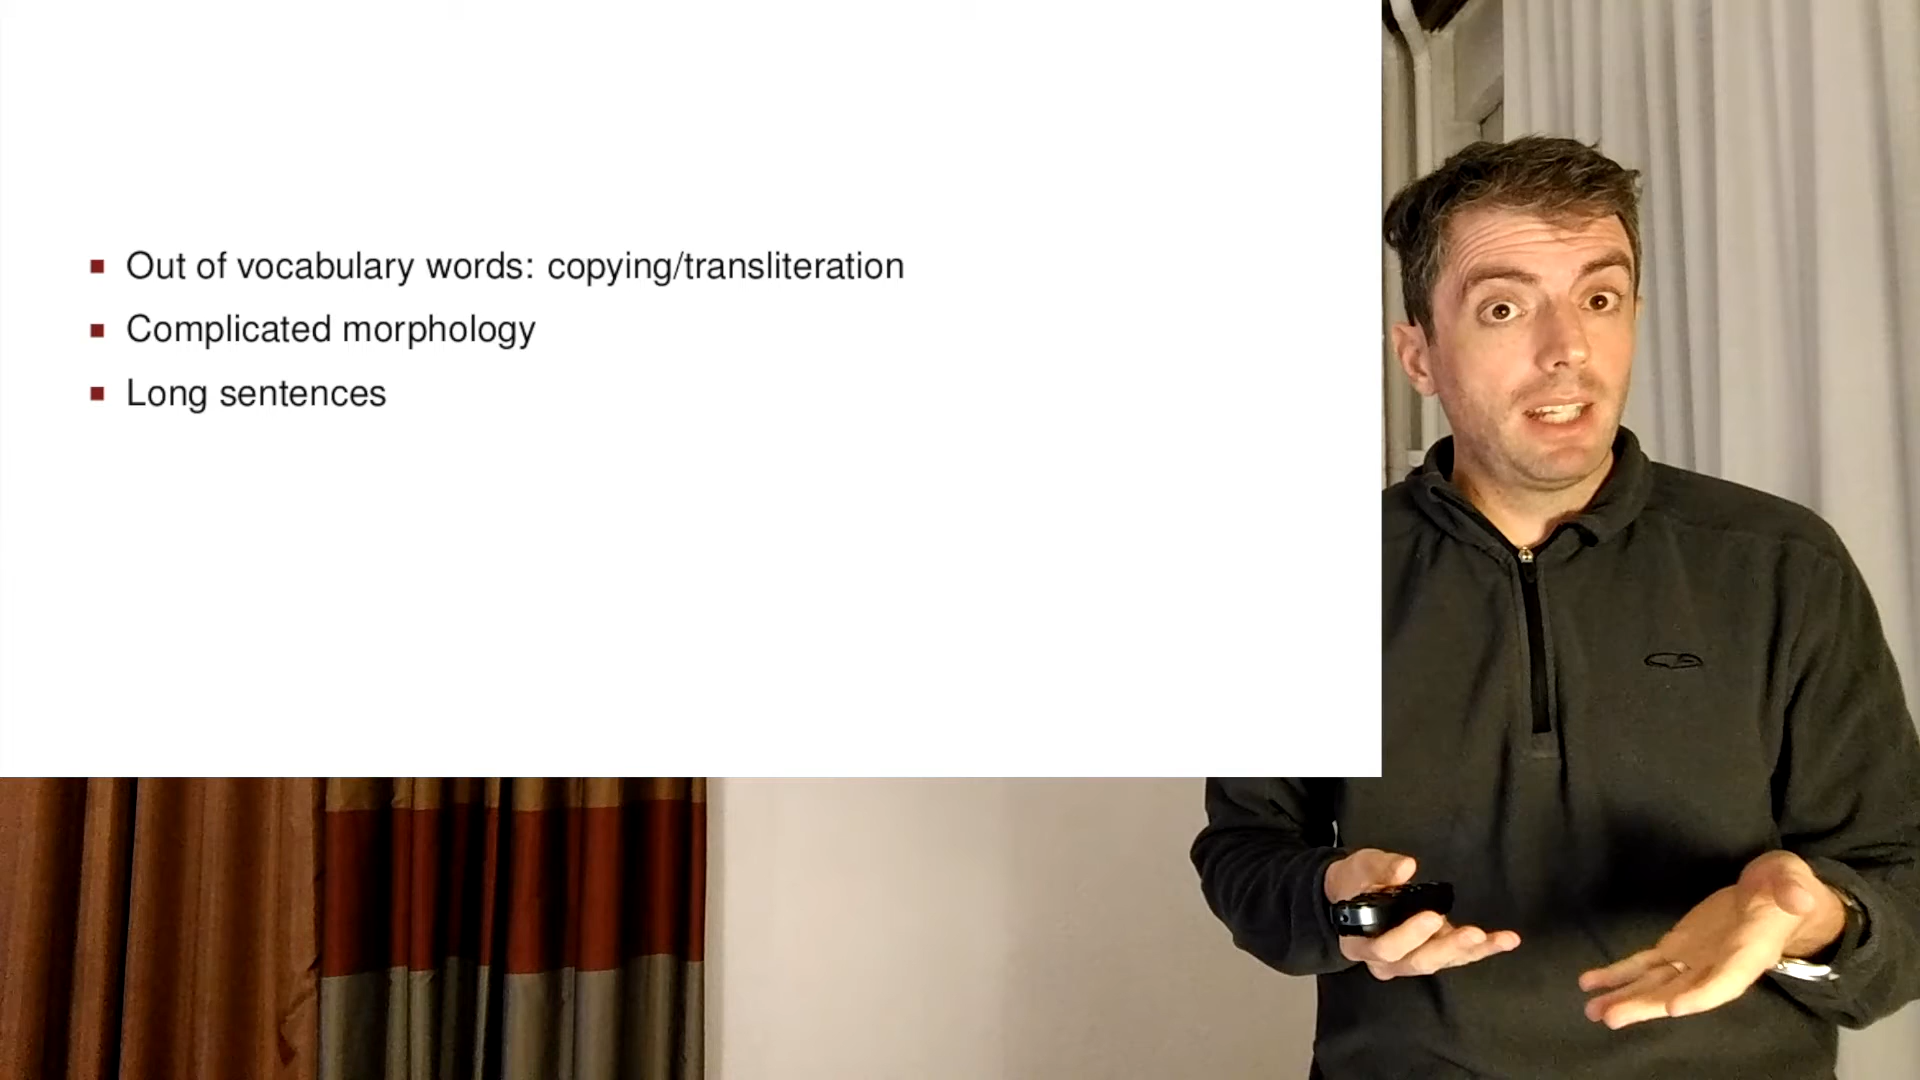 Out of vocabulary words: copying/transliteration
Complicated morphology
Long sentences